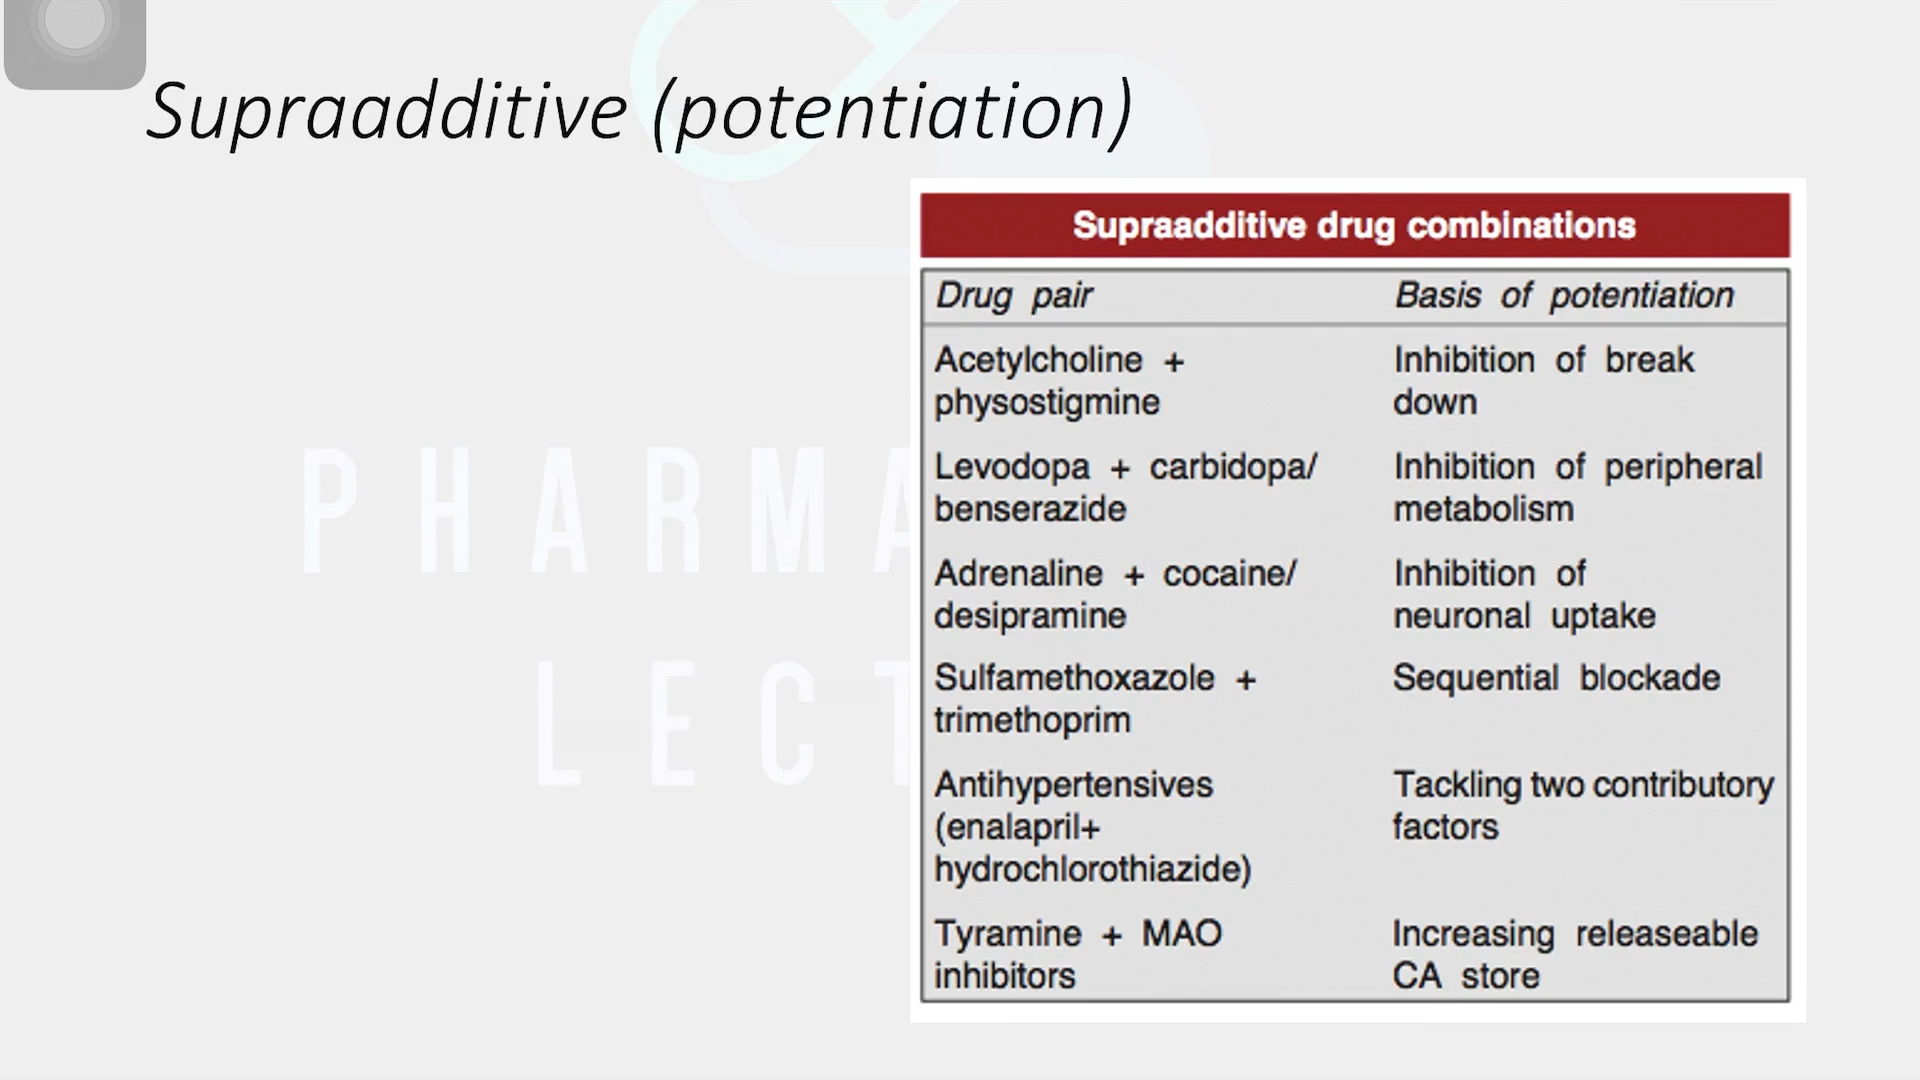 Supraadditive (potentiation)
Supraadditive drug combinations
Drug pair Basis of potentiation
Acetylcholine + Inhibition of break
physostigmine down
Levodopa + carbidopa/ Inhibition of peripheral
benserazide metabolism
Adrenaline + cocaine/ Inhibition of
desipramine neuronal uptake
Sulfamethoxazole + Sequential blockade
trimethoprim
Antihypertensives Tackling two contributory
(enalapril+ factors
hydrochlorothiazide)
Tyramine + MAO Increasing releaseable
inhibitors CA store
PHARMA
LECT